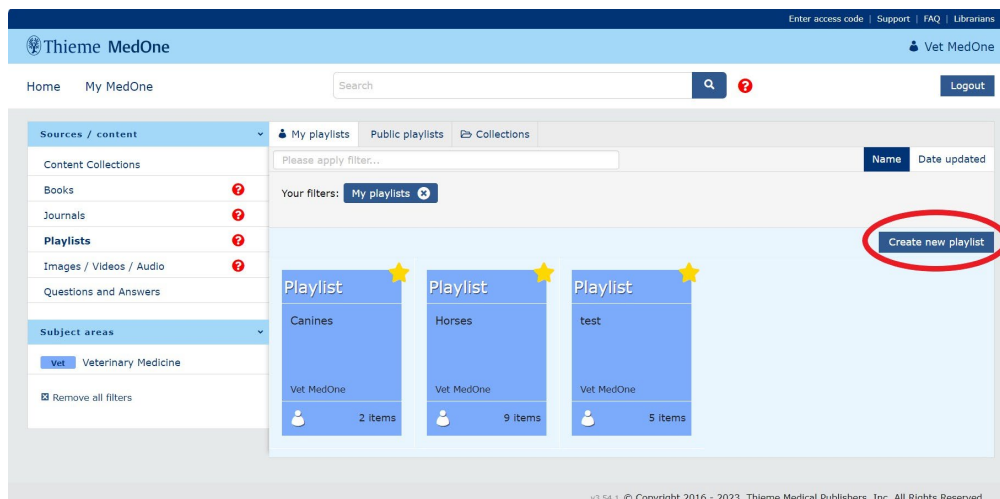 Enter access code | Support | FAQ | Librarians
Thieme MedOne
Vet MedOne
Home My MedOne Search ? Logout
Sources / content
Content Collections
Books ?
Journals ?
Playlists ?
Images / Videos / Audio ?
Questions and Answers
Subject areas
Vet Veterinary Medicine
Remove all filters
My playlists Public playlists Collections
Please apply filter... Name Date updated
Your filters: My playlists
Create new playlist
Playlist
Canines
Vet MedOne
2 items
Playlist
Horses
Vet MedOne
9 items
Playlist
test
Vet MedOne
5 items
v2.54.1 © Copyright 2016 - 2023, Thieme Medical Publishers, Inc. All Rights Reserved